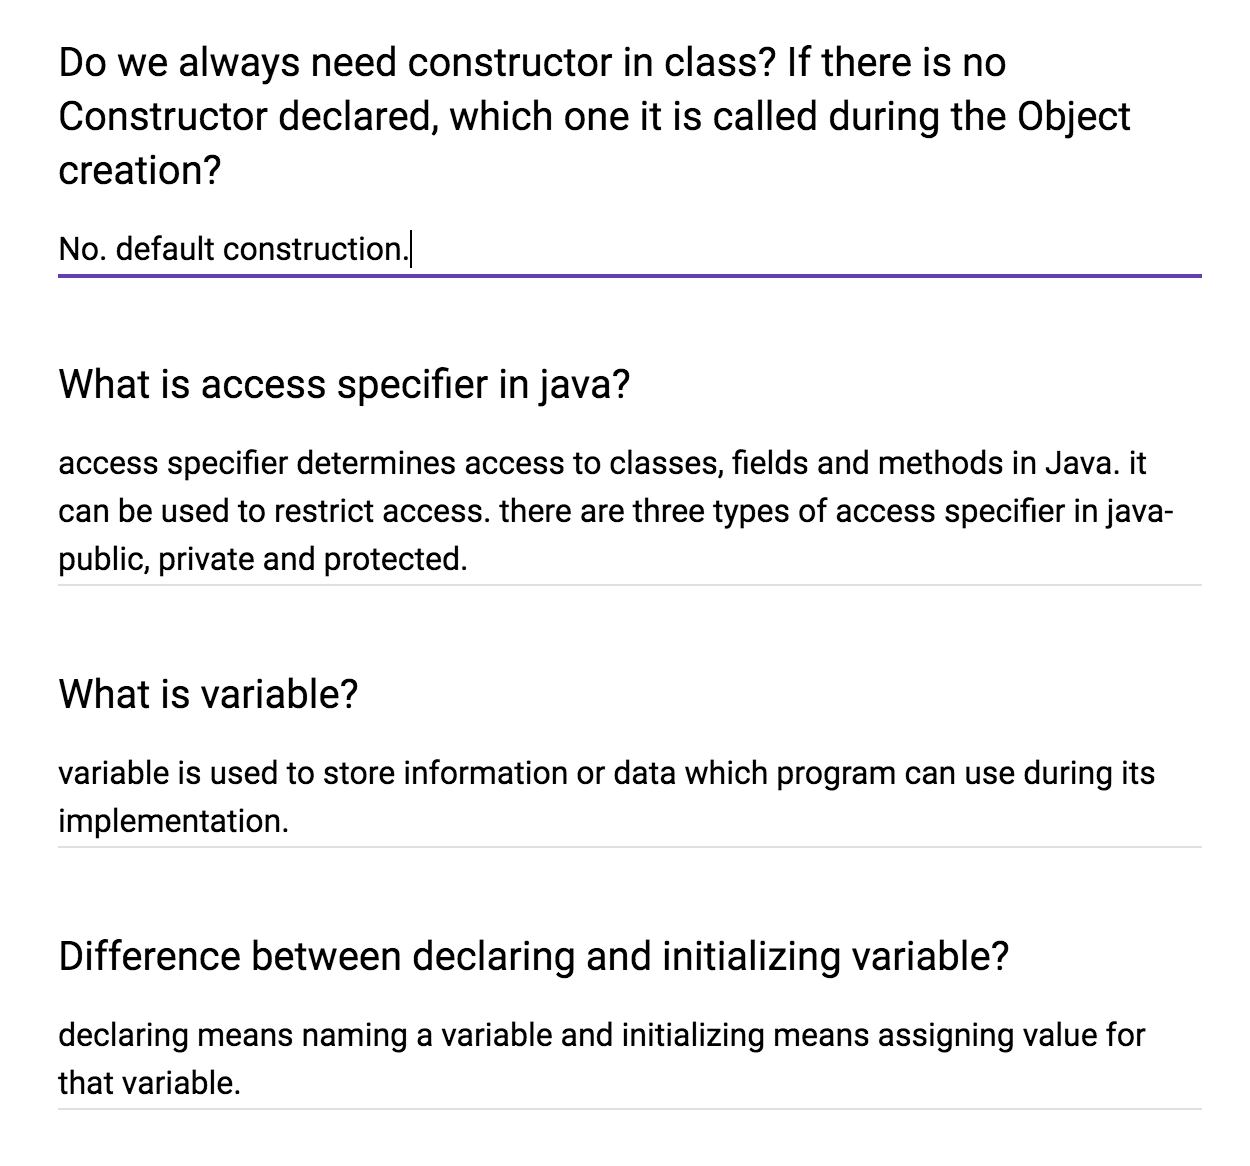 Do we always need constructor in class? If there is no
Constructor declared, which one it is called during the Object
creation?
No. default construction.
What is access specifier in java?
access specifier determines access to classes, fields and methods in Java. it
can be used to restrict access. there are three types of access specifier in java-
public, private and protected.
What is variable?
variable is used to store information or data which program can use during its
implementation.
Difference between declaring and initializing variable?
declaring means naming a variable and initializing means assigning value for
that variable.